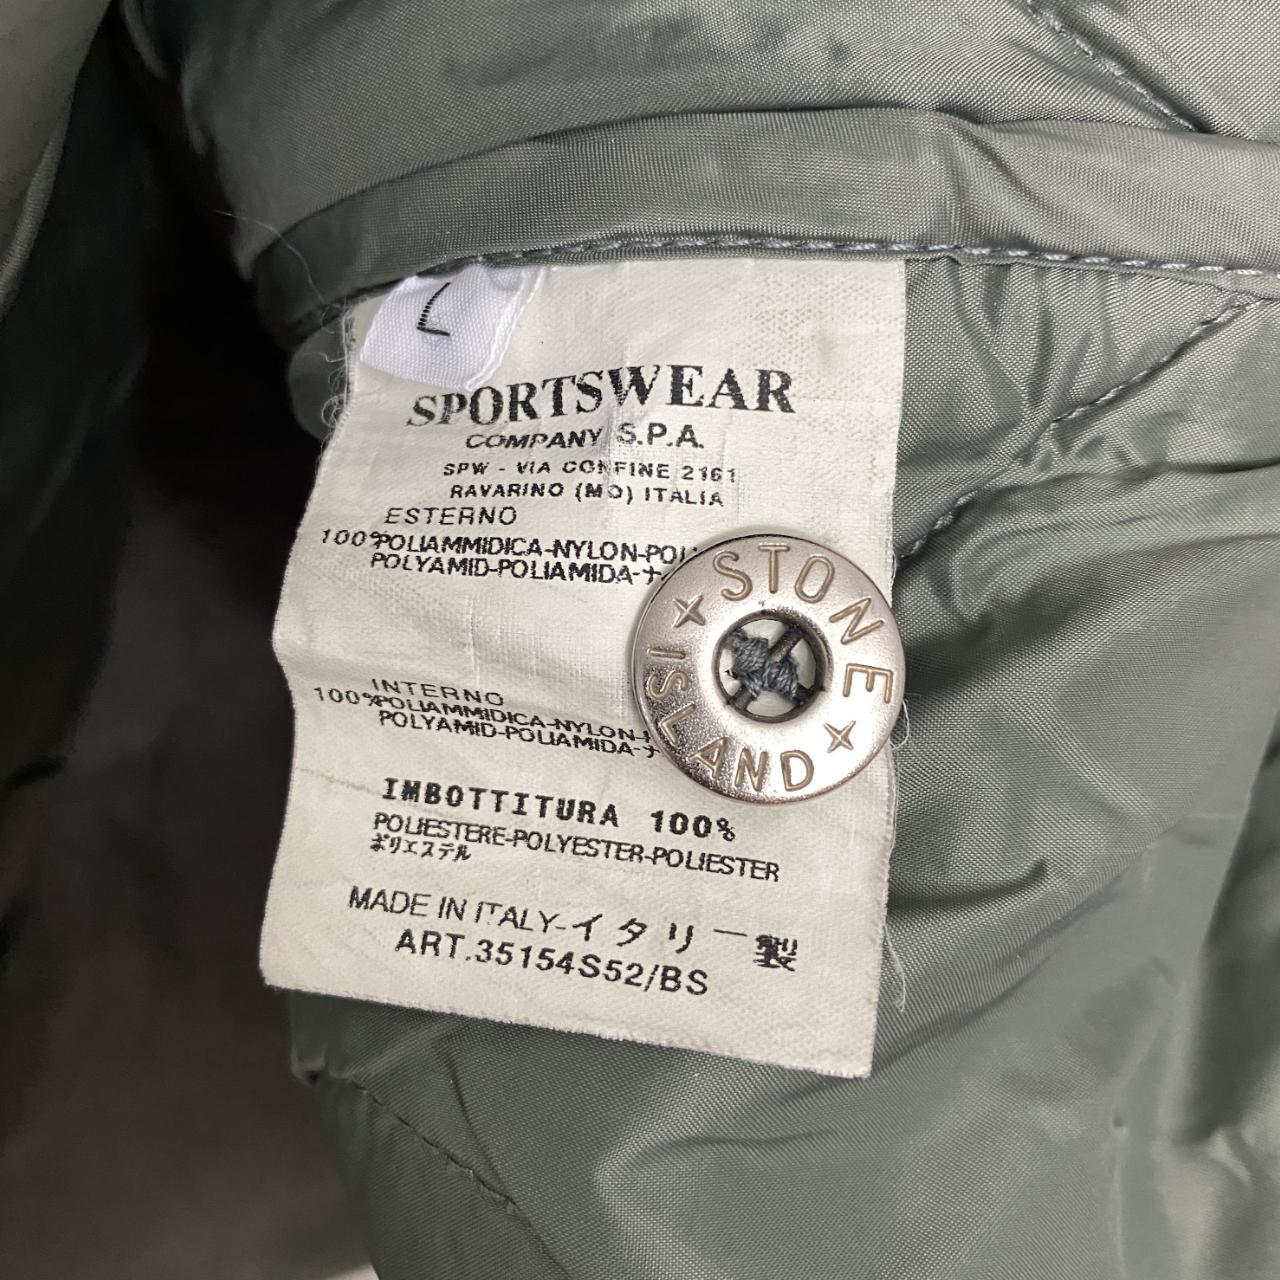 L
SPORTSWEAR
COMPANY S.P.A.
SPW - VIA CONFINE 2161
RAVARINO (MO) ITALIA
ESTERNO
100%POLIAMMIDICA-NYLON-
POLYAMID-POLIAMIDA-
STONE
ISLAND
INTERNO
100%POLIAMMIDICA-NYLON-
POLYAMID-POLIAMIDA-
IMBOTTITURA 100%
POLIESTERE-POLYESTER-POLIESTER
ポリエステル
MADE IN ITALY-イタリー製
ART.35154S52/BS